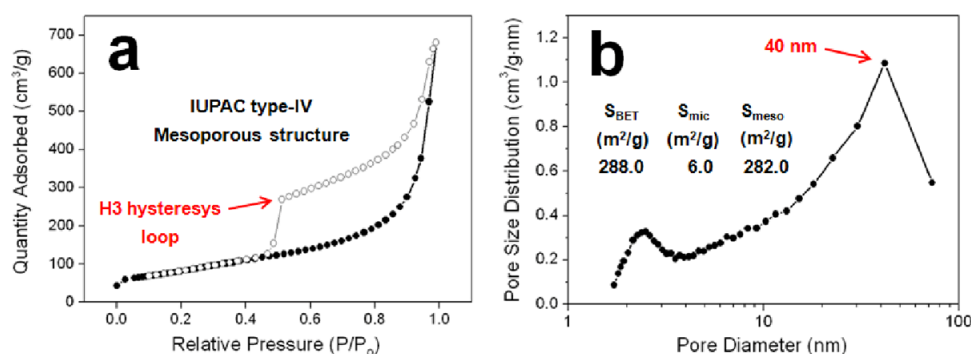 a
IUPAC type-IV
Mesoporous structure
H3 hysteresys
loop
Quantity Adsorbed (cm³/g)
700
600
500
400
300
200
100
0
0.0 0.2 0.4 0.6 0.8 1.0
Relative Pressure (P/Pₒ)
b
40 nm
S_BET S_mic S_meso
(m²/g) (m²/g) (m²/g)
288.0 6.0 282.0
Pore Size Distribution (cm³/g·nm)
1.2
1.0
0.8
0.6
0.4
0.2
0.0
1 10 100
Pore Diameter (nm)